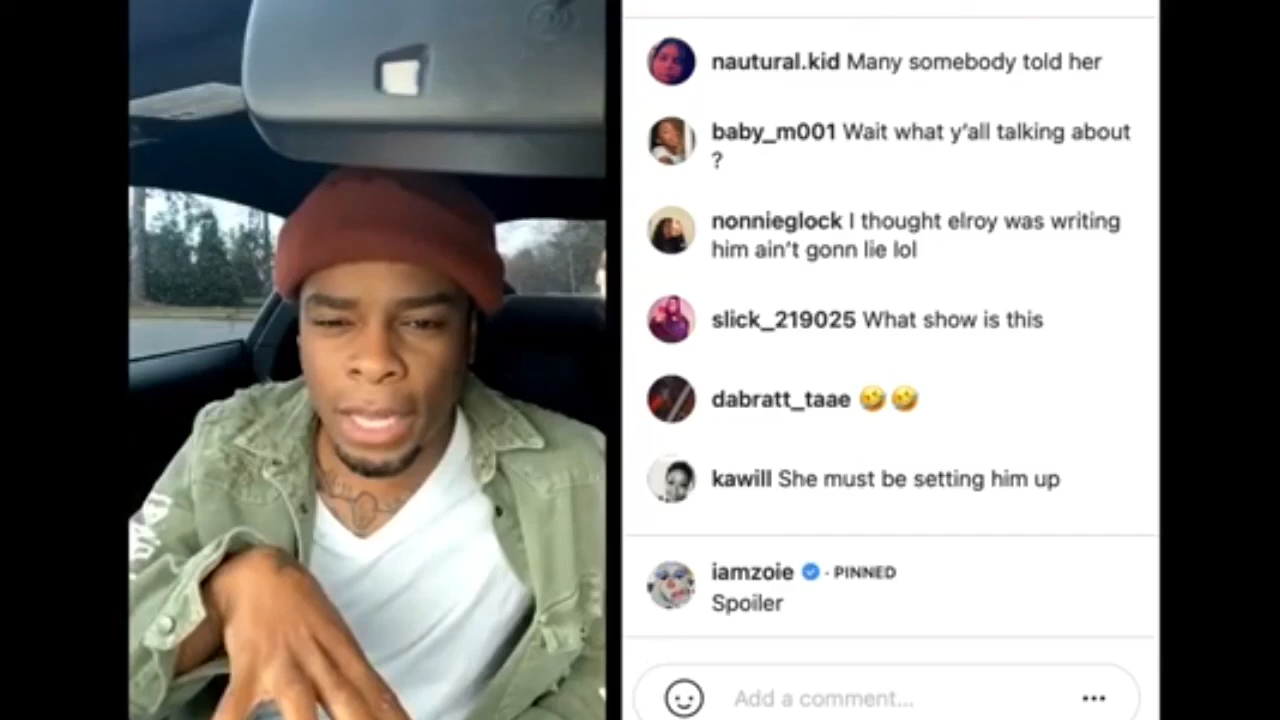 nautural.kid Many somebody told her
baby_m001 Wait what y’all talking about
?
nonnieglock I thought elroy was writing
him ain’t gonn lie lol
slick_219025 What show is this
dabratt_taae 🤣🤣
kawill She must be setting him up
iamzoie · PINNED
Spoiler
Add a comment...